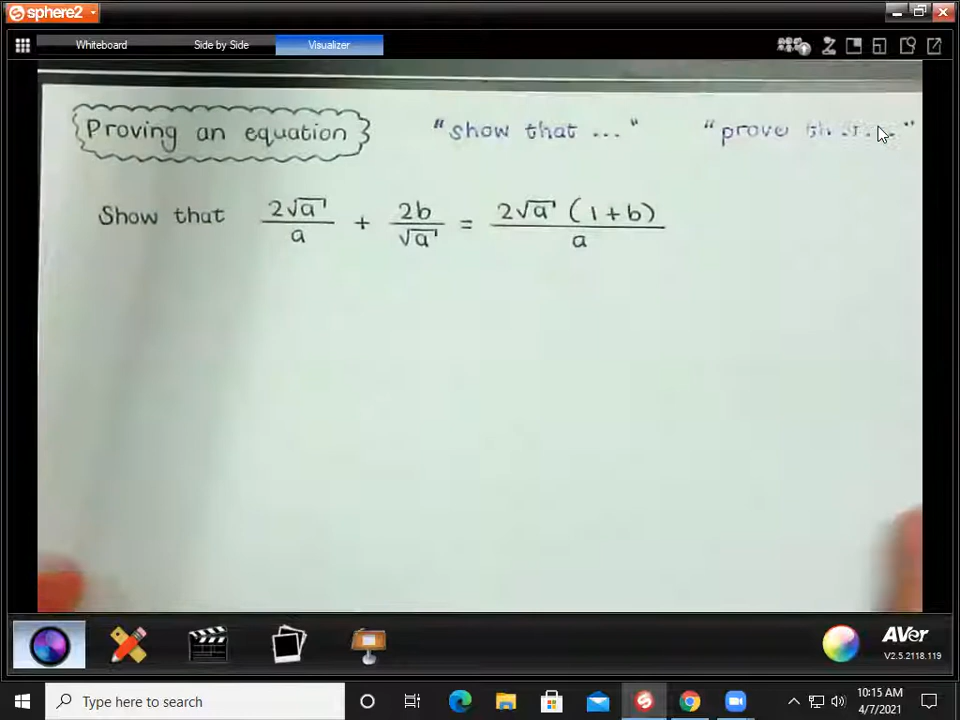 sphere2
Whiteboard
Side by Side
Visualizer
Proving an equation
"show that ..."
"prove that ..."
Show that 2√a / a + 2b / √a = 2√a (1 + b) / a
AVer
V2.5.2118.119
Type here to search
10:15 AM
4/7/2021